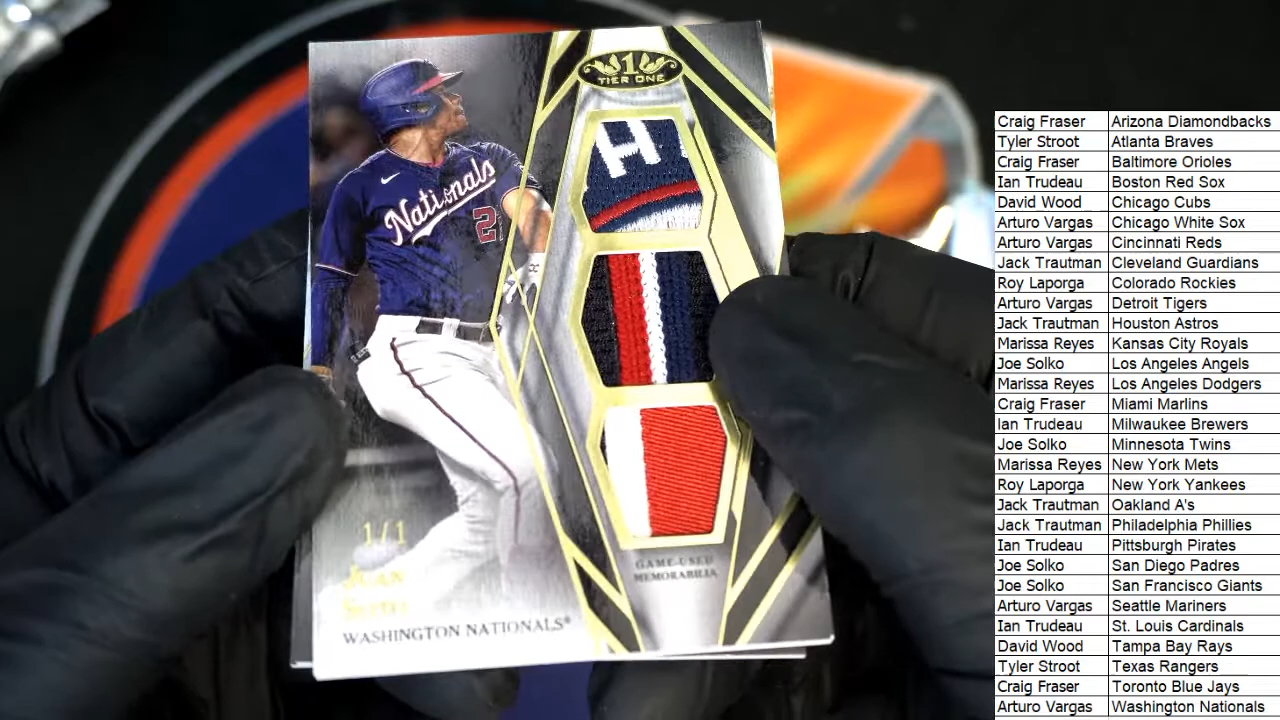 1
TIER ONE
H
Nationals
2
1/1
JUAN
SOTO
WASHINGTON NATIONALS®
GAME-USED
MEMORABILIA
Craig Fraser Arizona Diamondbacks
Tyler Stroot Atlanta Braves
Craig Fraser Baltimore Orioles
Ian Trudeau Boston Red Sox
David Wood Chicago Cubs
Arturo Vargas Chicago White Sox
Arturo Vargas Cincinnati Reds
Jack Trautman Cleveland Guardians
Roy Laporga Colorado Rockies
Arturo Vargas Detroit Tigers
Jack Trautman Houston Astros
Marissa Reyes Kansas City Royals
Joe Solko Los Angeles Angels
Marissa Reyes Los Angeles Dodgers
Craig Fraser Miami Marlins
Ian Trudeau Milwaukee Brewers
Joe Solko Minnesota Twins
Marissa Reyes New York Mets
Roy Laporga New York Yankees
Jack Trautman Oakland A's
Jack Trautman Philadelphia Phillies
Ian Trudeau Pittsburgh Pirates
Joe Solko San Diego Padres
Joe Solko San Francisco Giants
Arturo Vargas Seattle Mariners
Ian Trudeau St. Louis Cardinals
David Wood Tampa Bay Rays
Tyler Stroot Texas Rangers
Craig Fraser Toronto Blue Jays
Arturo Vargas Washington Nationals